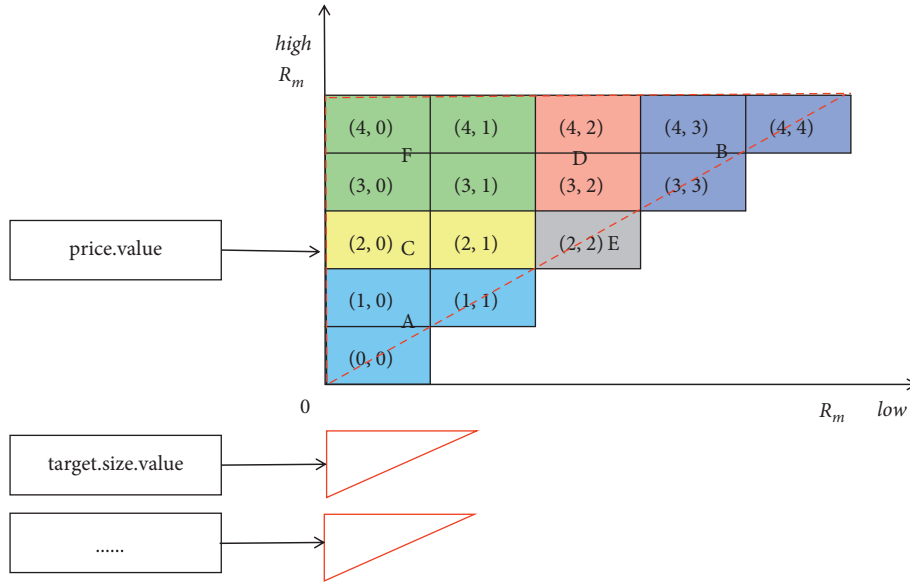 high
R_m
(4, 0) (4, 1) (4, 2) (4, 3) (4, 4)
F D B
(3, 0) (3, 1) (3, 2) (3, 3)
price.value
(2, 0) C (2, 1) (2, 2) E
(1, 0) (1, 1)
A
(0, 0)
0 R_m low
target.size.value
......